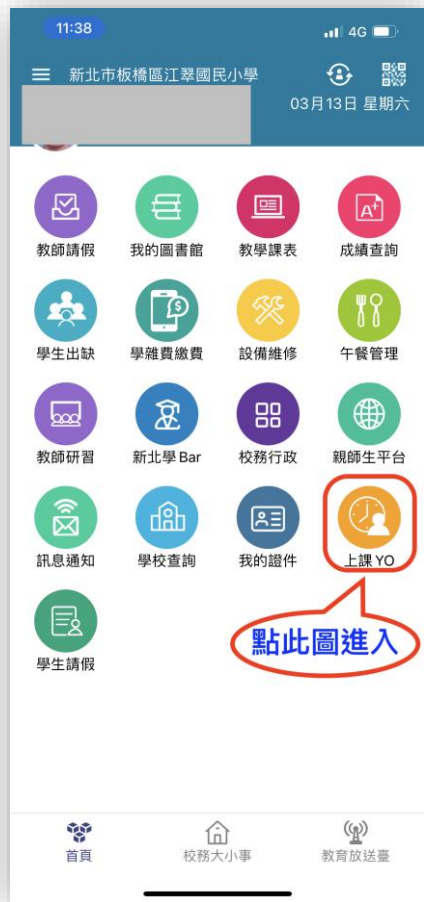 11:38
4G
新北市板橋區江翠國民小學
03月13日 星期六
教師請假
我的圖書館
教學課表
A+
成績查詢
學生出缺
$
學雜費繳費
設備維修
午餐管理
教師研習
新北學 Bar
校務行政
親師生平台
訊息通知
學校查詢
我的證件
上課 YO
學生請假
點此圖進入
首頁
校務大小事
教育放送臺